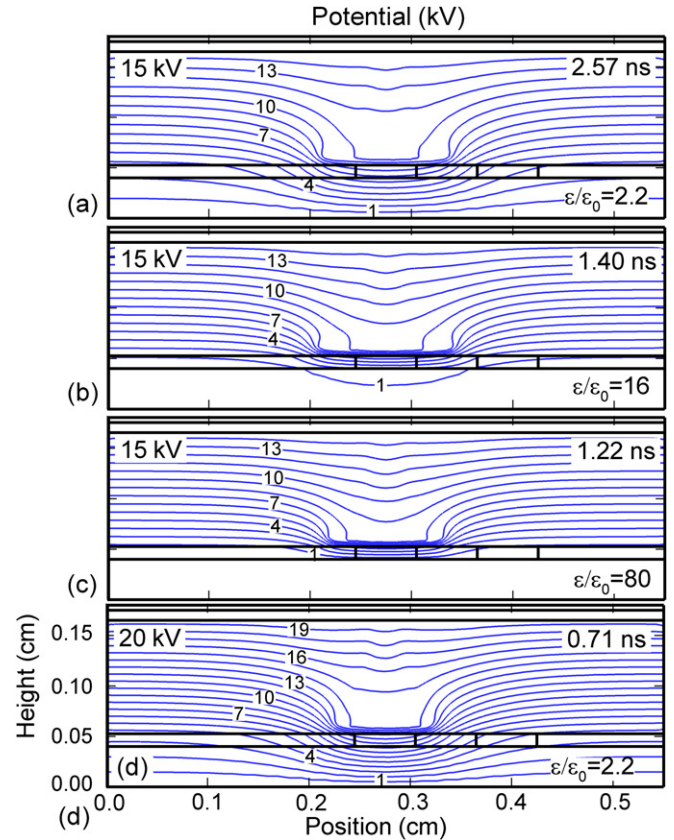 Potential (kV)
15 kV
13
2.57 ns
10
7
4
1
ε/ε₀=2.2
(a)
15 kV
13
1.40 ns
10
7
4
1
ε/ε₀=16
(b)
15 kV
13
1.22 ns
10
7
4
1
ε/ε₀=80
(c)
20 kV
19
0.71 ns
16
13
10
7
4
1
ε/ε₀=2.2
(d)
Height (cm)
0.15
0.10
0.05
0.00
(d)
0.0 0.1 0.2 0.3 0.4 0.5
Position (cm)